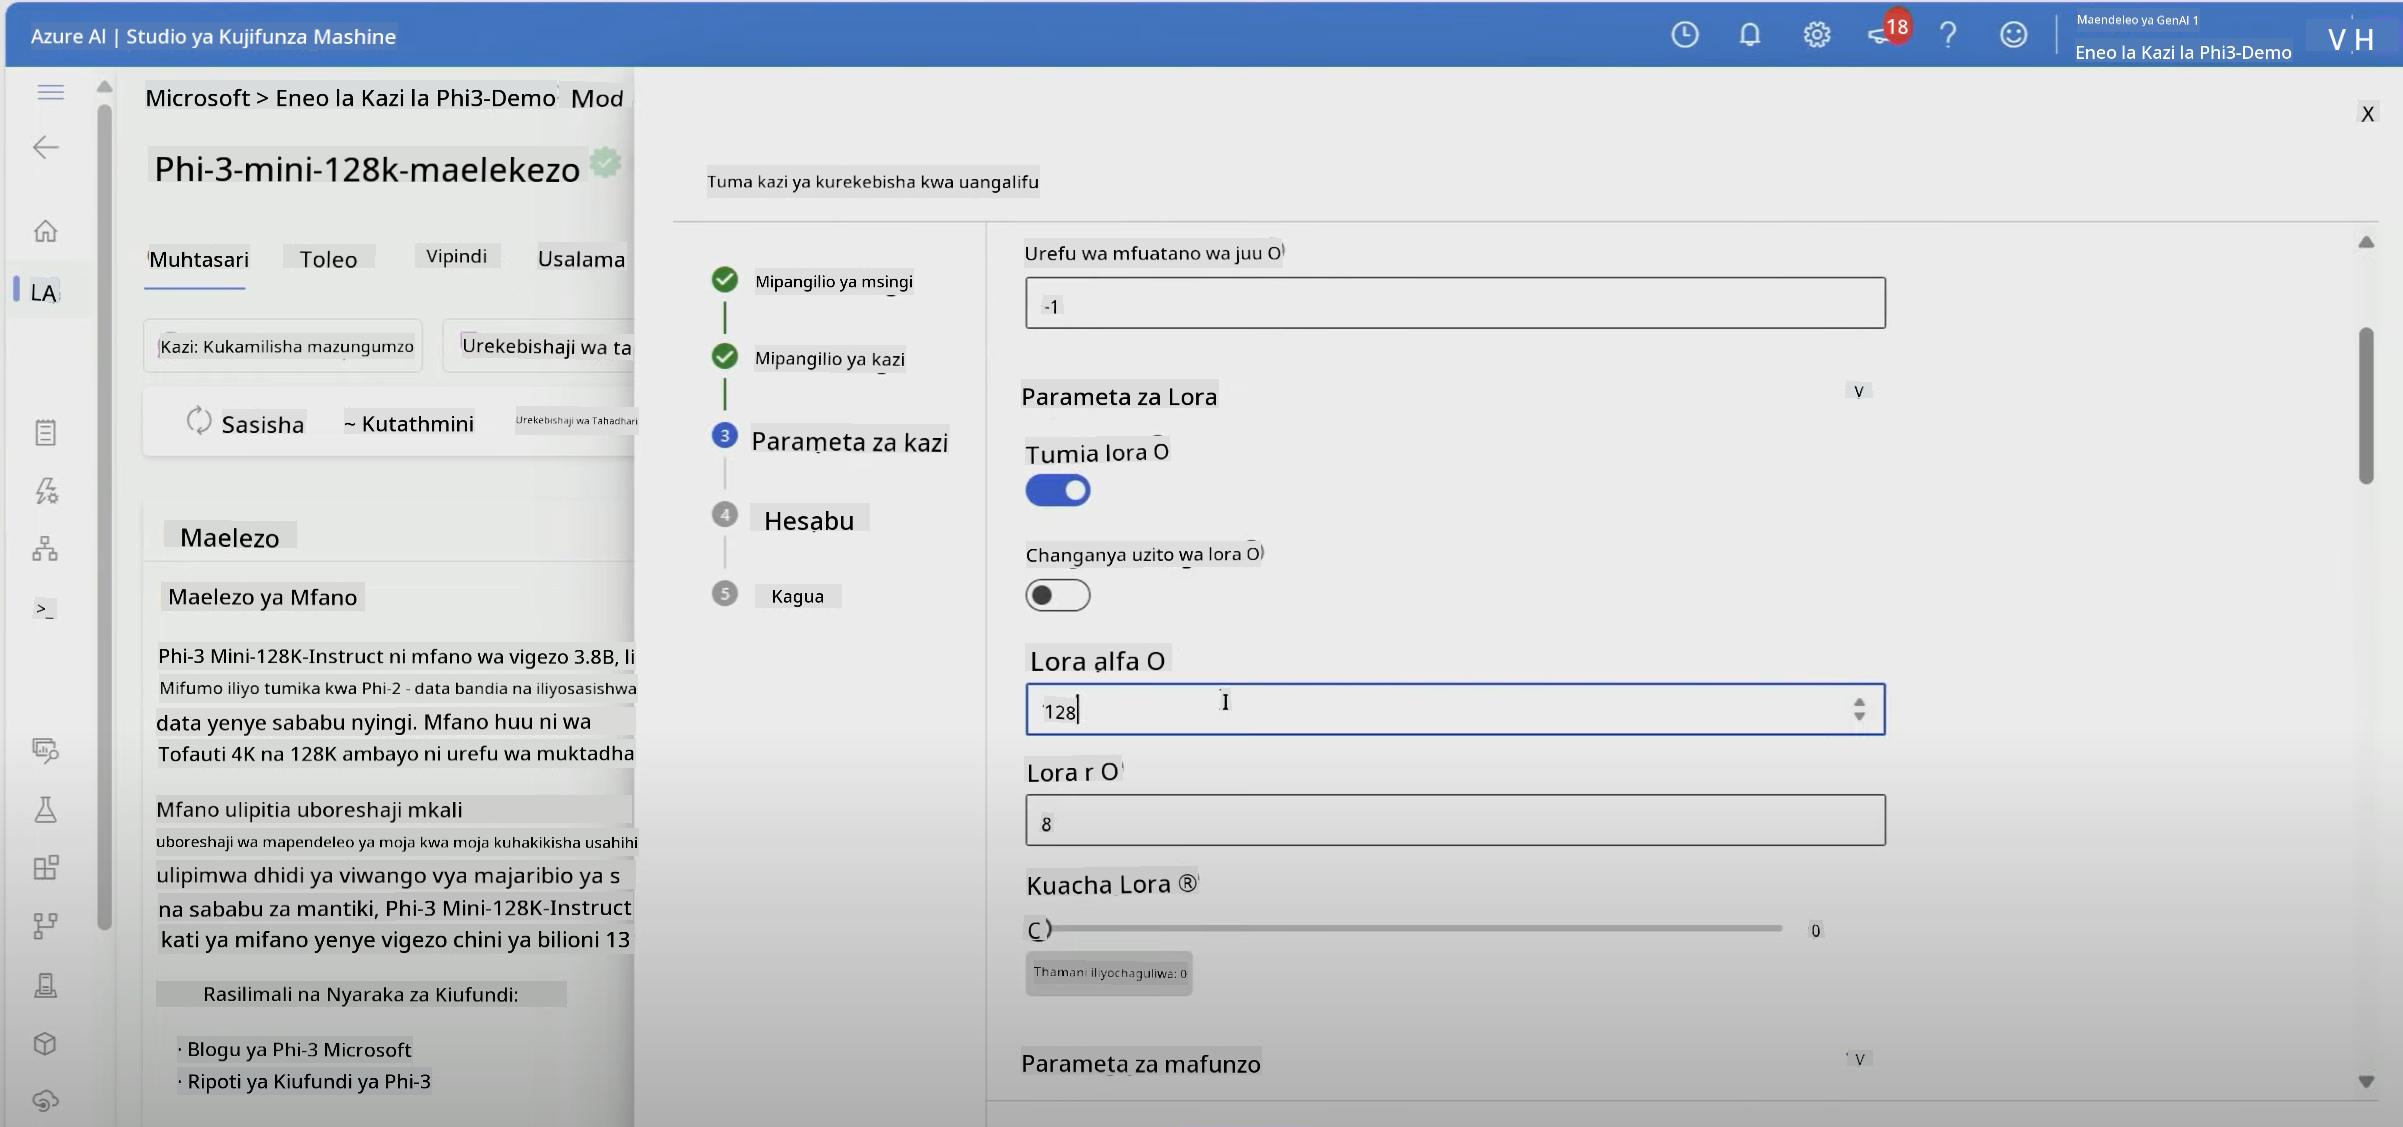 Azure AI | Studio ya Kujifunza Mashine
18
Maendeleo ya GenAI 1
Eneo la Kazi la Phi3-Demo
V H
Microsoft > Eneo la Kazi la Phi3-Demo Mod
Phi-3-mini-128k-maelekezo
Muhtasari
Toleo
Vipindi
Usalama
LA
Kazi: Kukamilisha mazungumzo
Urekebishaji wa ta
Sasisha
~ Kutathmini
Urekebishaji wa Tahadhari
Maelezo
Maelezo ya Mfano
Phi-3 Mini-128K-Instruct ni mfano wa vigezo 3.8B, li
Mifumo iliyo tumika kwa Phi-2 - data bandia na iliyosasishwa
data yenye sababu nyingi. Mfano huu ni wa
Tofauti 4K na 128K ambayo ni urefu wa muktadha
Mfano ulipitia uboreshaji mkali
uboreshaji wa mapendeleo ya moja kwa moja kuhakikisha usahihi
ulipimwa dhidi ya viwango vya majaribio ya s
na sababu za mantiki, Phi-3 Mini-128K-Instruct
kati ya mifano yenye vigezo chini ya bilioni 13
Rasilimali na Nyaraka za Kiufundi:
· Blogu ya Phi-3 Microsoft
· Ripoti ya Kiufundi ya Phi-3
>_
X
Tuma kazi ya kurekebisha kwa uangalifu
Mipangilio ya msingi
Mipangilio ya kazi
3 Parameta za kazi
4 Hesabu
5 Kagua
Urefu wa mfuatano wa juu O
-1
Parameta za Lora V
Tumia lora O
Changanya uzito wa lora O
Lora alfa O
128
Lora r O
8
Kuacha Lora ®
C 0
Thamani iliyochaguliwa: 0
Parameta za mafunzo V